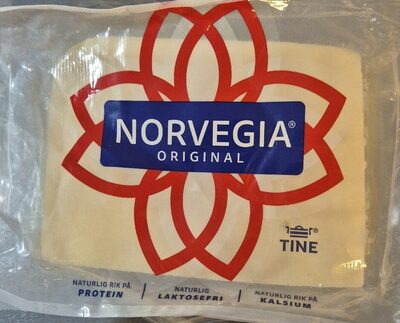 NORVEGIA®
ORIGINAL
®
TINE
NATURLIG RIK PÅ
PROTEIN
NATURLIG
LAKTOSEFRI
NATURLIG RIK PÅ
KALSIUM